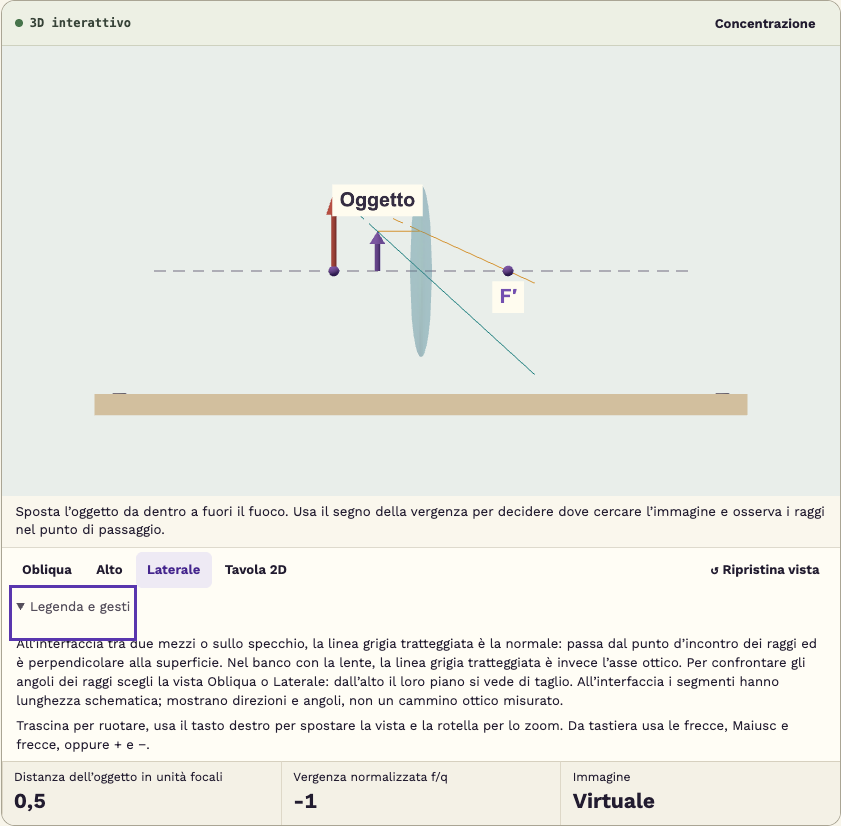 3D interattivo
Concentrazione
Oggetto
F′
Sposta l’oggetto da dentro a fuori il fuoco. Usa il segno della vergenza per decidere dove cercare l’immagine e osserva i raggi
nel punto di passaggio.
Obliqua Alto Laterale Tavola 2D ↺ Ripristina vista
▼ Legenda e gesti
All’interfaccia tra due mezzi o sullo specchio, la linea grigia tratteggiata è la normale: passa dal punto d’incontro dei raggi ed
è perpendicolare alla superficie. Nel banco con la lente, la linea grigia tratteggiata è invece l’asse ottico. Per confrontare gli
angoli dei raggi scegli la vista Obliqua o Laterale: dall’alto il loro piano si vede di taglio. All’interfaccia i segmenti hanno
lunghezza schematica; mostrano direzioni e angoli, non un cammino ottico misurato.
Trascina per ruotare, usa il tasto destro per spostare la vista e la rotella per lo zoom. Da tastiera usa le frecce, Maiusc e
frecce, oppure + e −.
Distanza dell’oggetto in unità focali
0,5
Vergenza normalizzata f/q
-1
Immagine
Virtuale